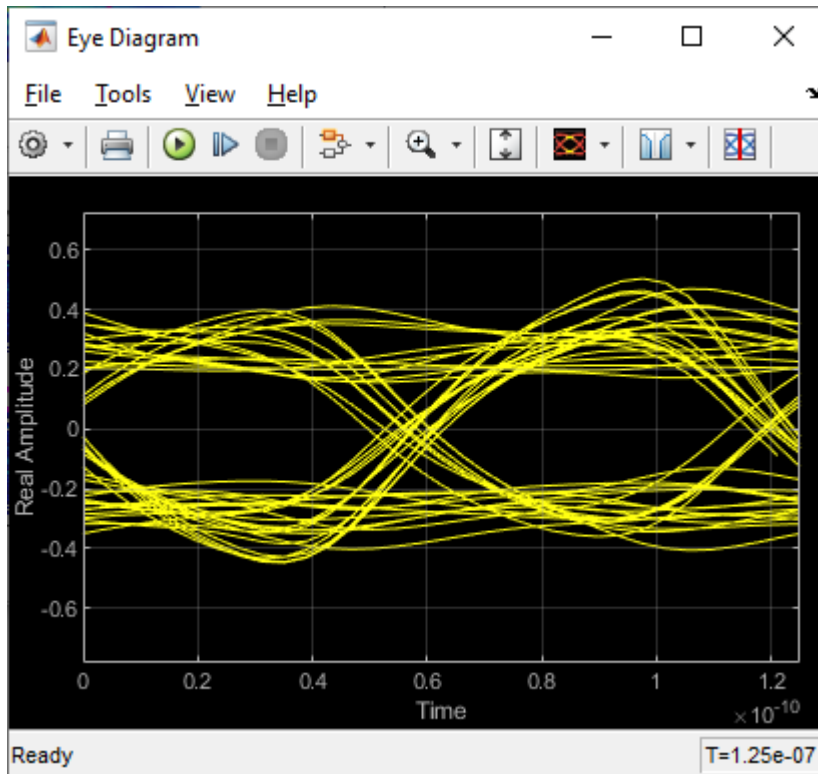 Eye Diagram
File Tools View Help
0.6
0.4
0.2
0
-0.2
-0.4
-0.6
Real Amplitude
0 0.2 0.4 0.6 0.8 1 1.2
Time
×10⁻¹⁰
Ready T=1.25e-07